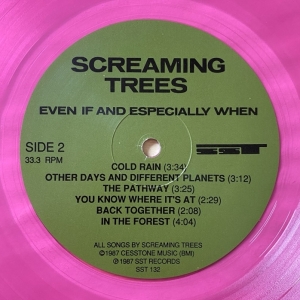 SCREAMING
TREES
EVEN IF AND ESPECIALLY WHEN
SIDE 2
33.3 RPM
SST
COLD RAIN (3:34)
OTHER DAYS AND DIFFERENT PLANETS (3:12)
THE PATHWAY (3:25)
YOU KNOW WHERE IT'S AT (2:29)
BACK TOGETHER (2:08)
IN THE FOREST (4:04)
ALL SONGS BY SCREAMING TREES
©1987 CESSTONE MUSIC (BMI)
℗1987 SST RECORDS
SST 132